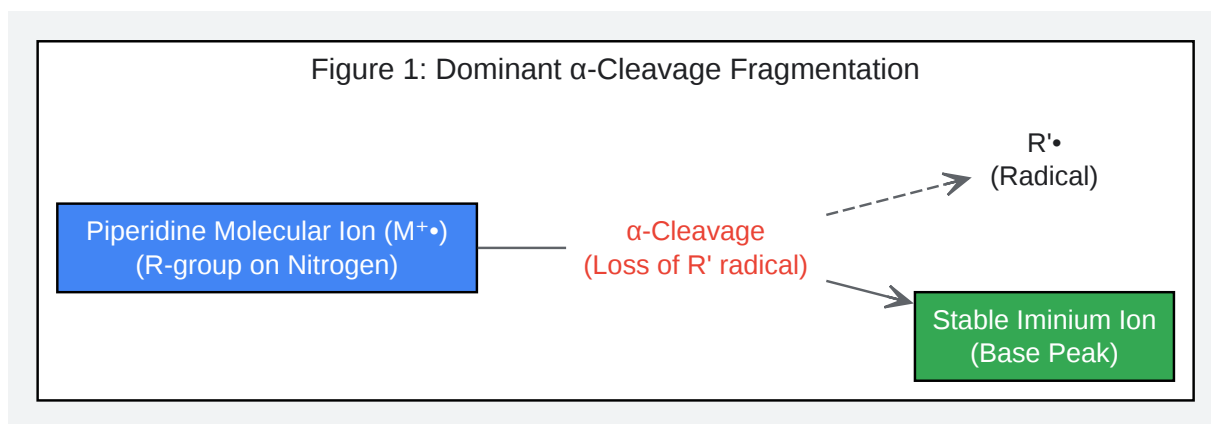 Figure 1: Dominant α-Cleavage Fragmentation
R'•
(Radical)
Piperidine Molecular Ion (M⁺•)
(R-group on Nitrogen)
α-Cleavage
(Loss of R' radical)
Stable Iminium Ion
(Base Peak)